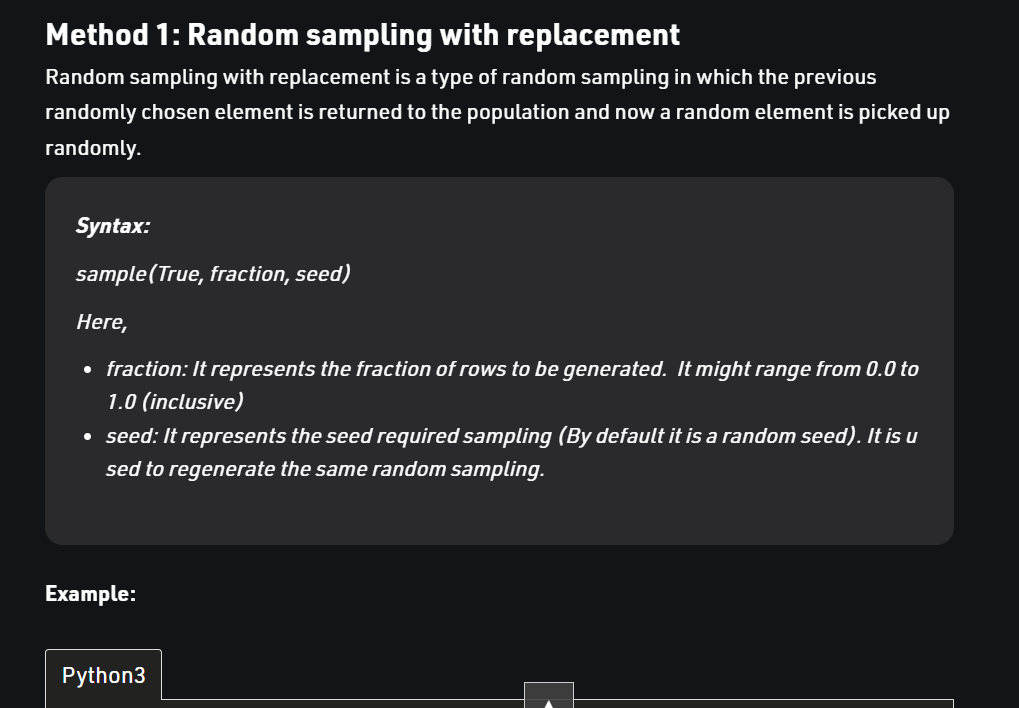 Method 1: Random sampling with replacement
Random sampling with replacement is a type of random sampling in which the previous
randomly chosen element is returned to the population and now a random element is picked up
randomly.
Syntax:
sample(True, fraction, seed)
Here,
fraction: It represents the fraction of rows to be generated.  It might range from 0.0 to
1.0 (inclusive)
seed: It represents the seed required sampling (By default it is a random seed). It is u
sed to regenerate the same random sampling.
Example:
Python3